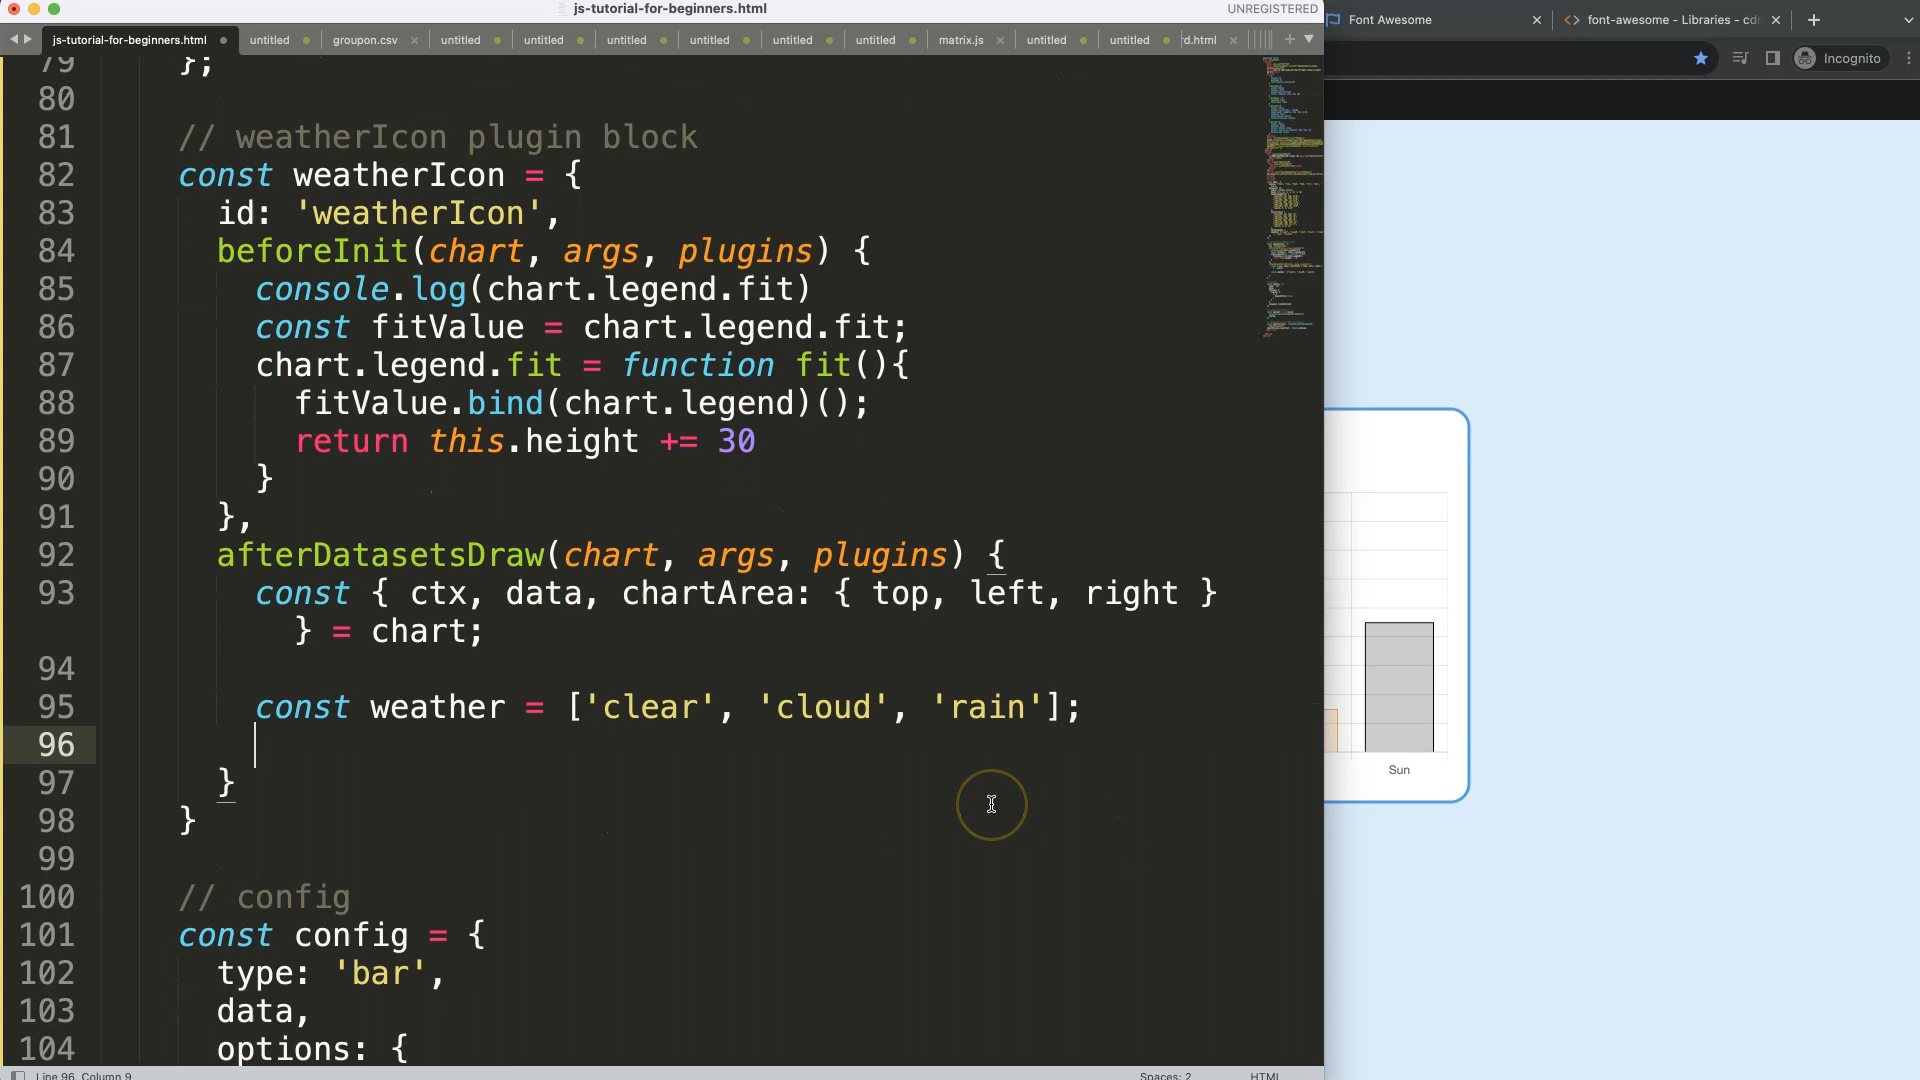 js-tutorial-for-beginners.html
UNREGISTERED
Font Awesome
font-awesome - Libraries - cdn
js-tutorial-for-beginners.html
untitled
groupon.csv
untitled
untitled
untitled
untitled
untitled
untitled
matrix.js
untitled
untitled
rd.html
Incognito
79 };
80
81 // weatherIcon plugin block
82 const weatherIcon = {
83 id: 'weatherIcon',
84 beforeInit(chart, args, plugins) {
85 console.log(chart.legend.fit)
86 const fitValue = chart.legend.fit;
87 chart.legend.fit = function fit(){
88 fitValue.bind(chart.legend)();
89 return this.height += 30
90 }
91 },
92 afterDatasetsDraw(chart, args, plugins) {
93 const { ctx, data, chartArea: { top, left, right }
} = chart;
94
95 const weather = ['clear', 'cloud', 'rain'];
96
97 }
98 }
99
100 // config
101 const config = {
102 type: 'bar',
103 data,
104 options: {
Sun
Line 96, Column 9
Spaces: 2
HTML